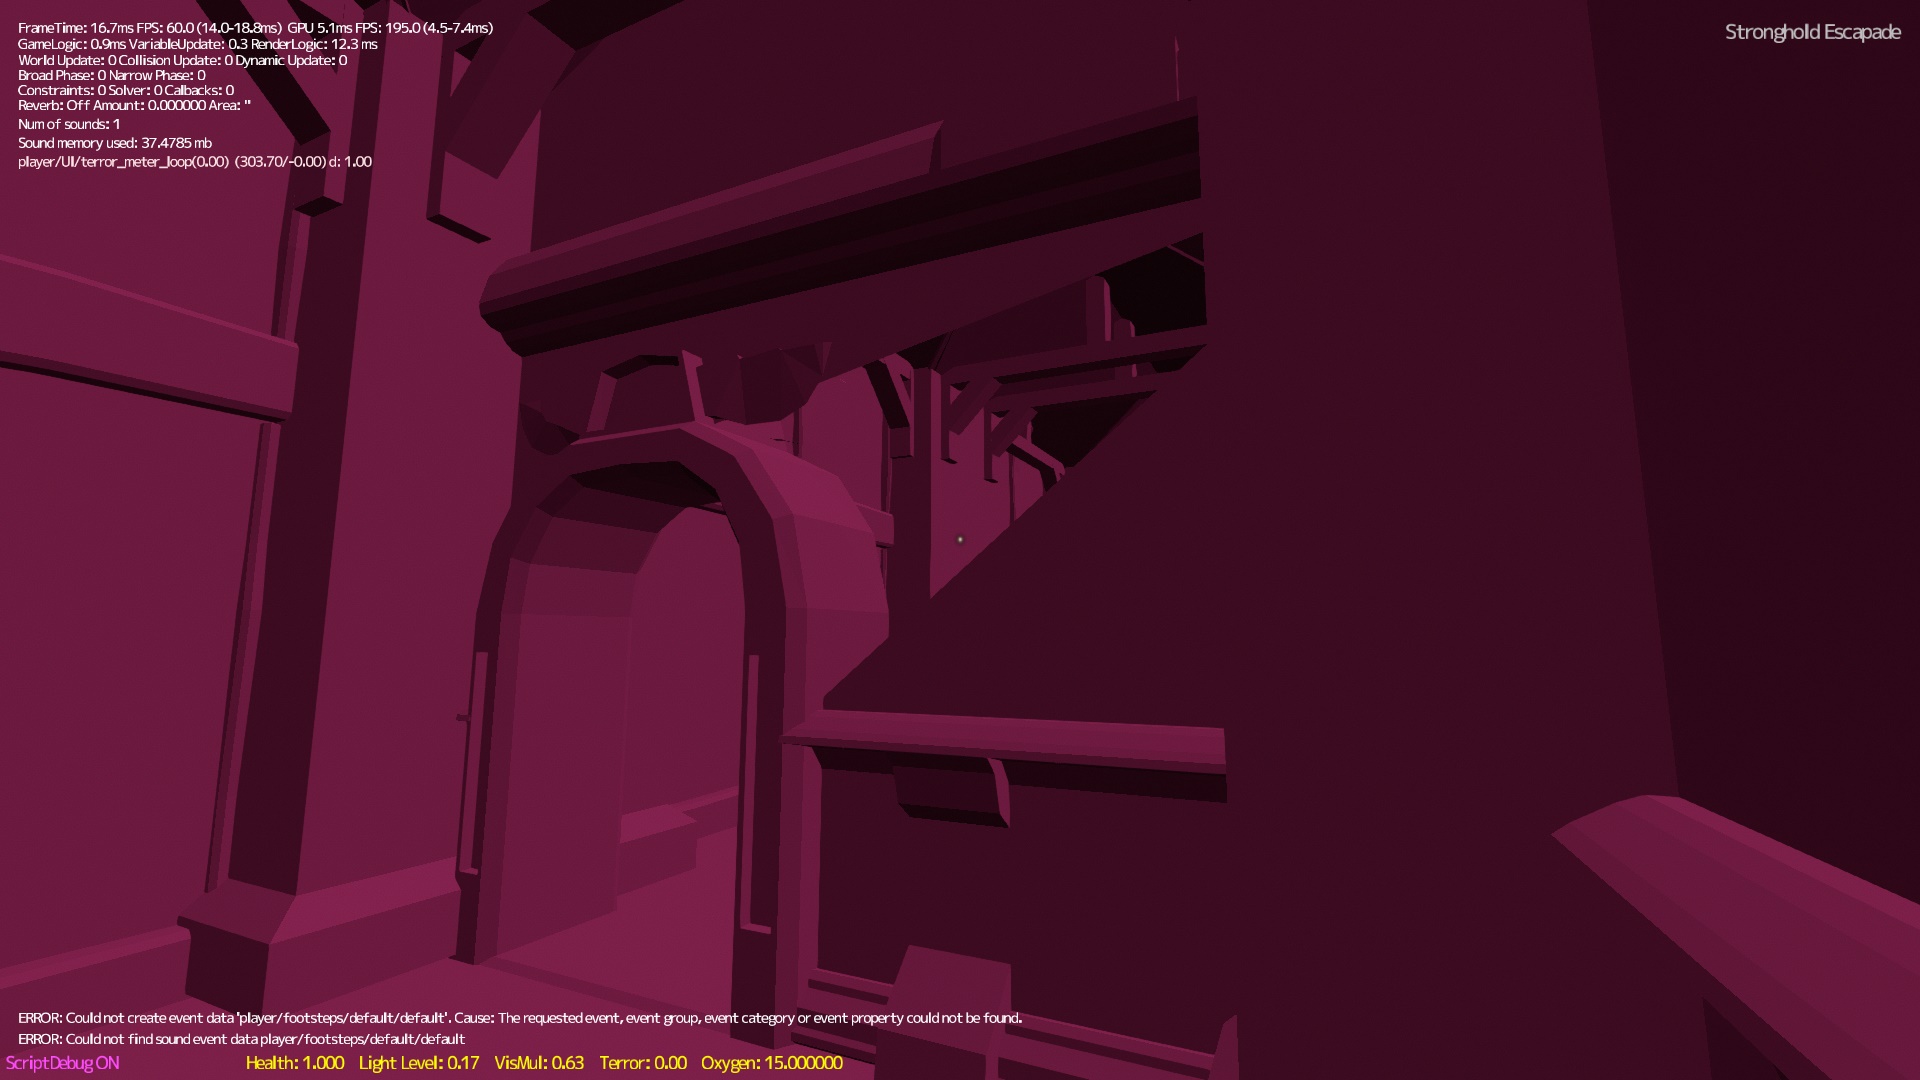 FrameTime: 16.7ms FPS: 60.0 (14.0-18.8ms)  GPU 5.1ms FPS: 195.0 (4.5-7.4ms)
Stronghold Escapade
GameLogic: 0.9ms VariableUpdate: 0.3 RenderLogic: 12.3 ms
World Update: 0 Collision Update: 0 Dynamic Update: 0
Broad Phase: 0 Narrow Phase: 0
Constraints: 0 Solver: 0 Calbacks: 0
Reverb: Off Amount: 0.000000 Area: ''
Num of sounds: 1
Sound memory used: 37.4785 mb
player/UI/terror_meter_loop(0.00)  (303.70/-0.00) d: 1.00
ERROR: Could not create event data 'player/footsteps/default/default'. Cause: The requested event, event group, event category or event property could not be found.
ERROR: Could not find sound event data player/footsteps/default/default
ScriptDebug ON
Health: 1.000  Light Level: 0.17  VisMul: 0.63  Terror: 0.00  Oxygen: 15.000000